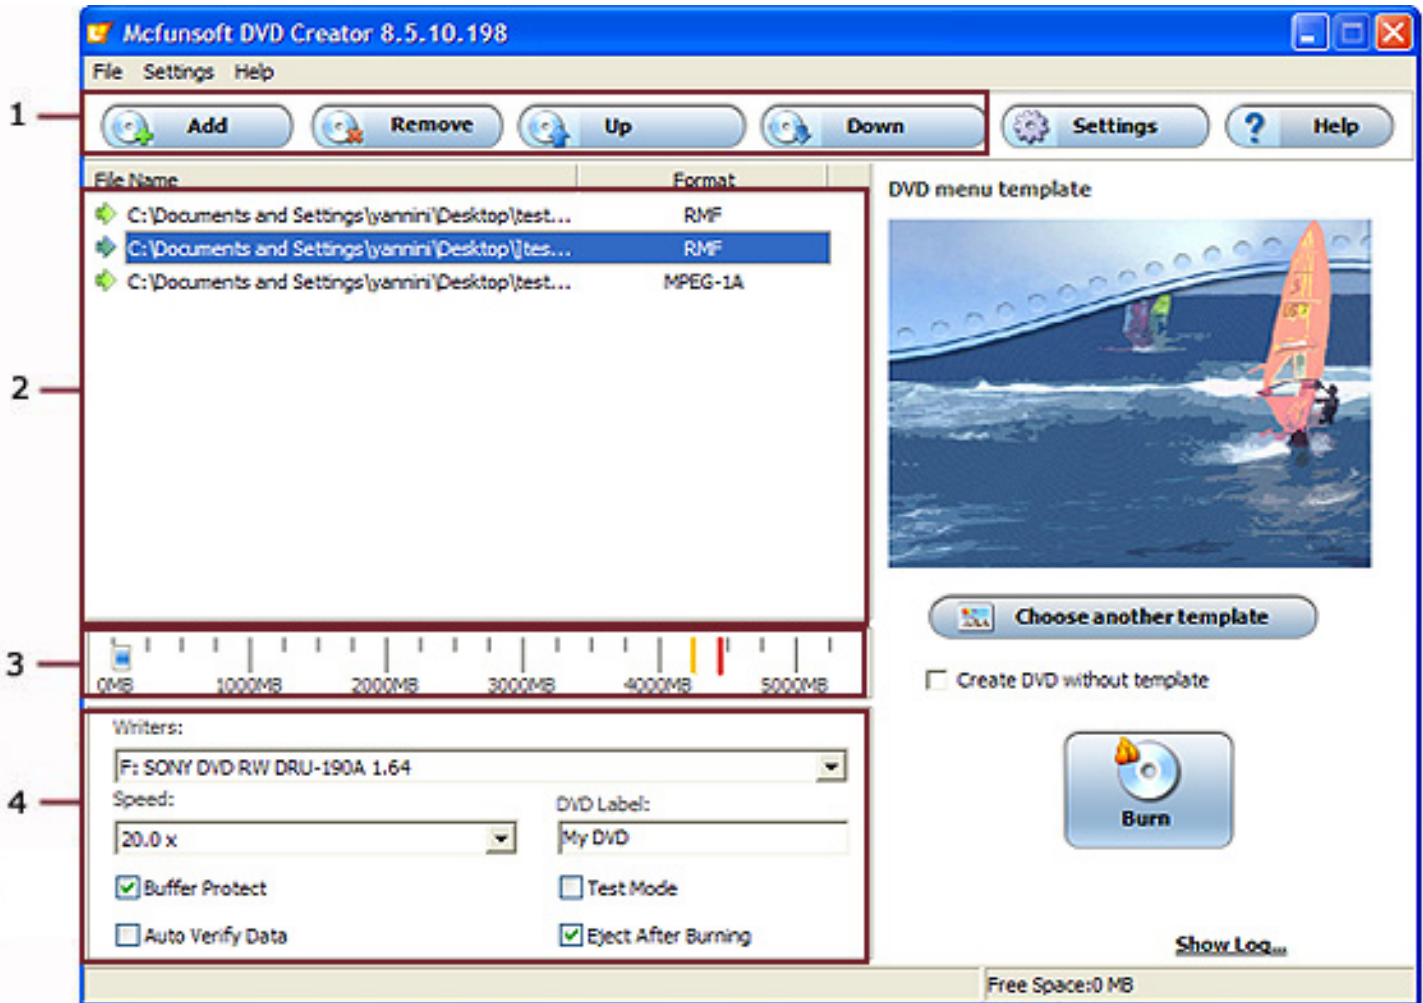 Mcfunsoft DVD Creator 8.5.10.198
File Settings Help
1
Add Remove Up Down Settings Help
File Name Format
C:\Documents and Settings\yannini\Desktop\test... RMF
C:\Documents and Settings\yannini\Desktop\[tes... RMF
C:\Documents and Settings\yannini\Desktop\test... MPEG-1A
2
DVD menu template
Choose another template
Create DVD without template
3
0MB 1000MB 2000MB 3000MB 4000MB 5000MB
4
Writers:
F: SONY DVD RW DRU-190A 1.64
Speed: DVD Label:
20.0 x My DVD
Buffer Protect Test Mode
Auto Verify Data Eject After Burning
Burn
Show Log...
Free Space:0 MB